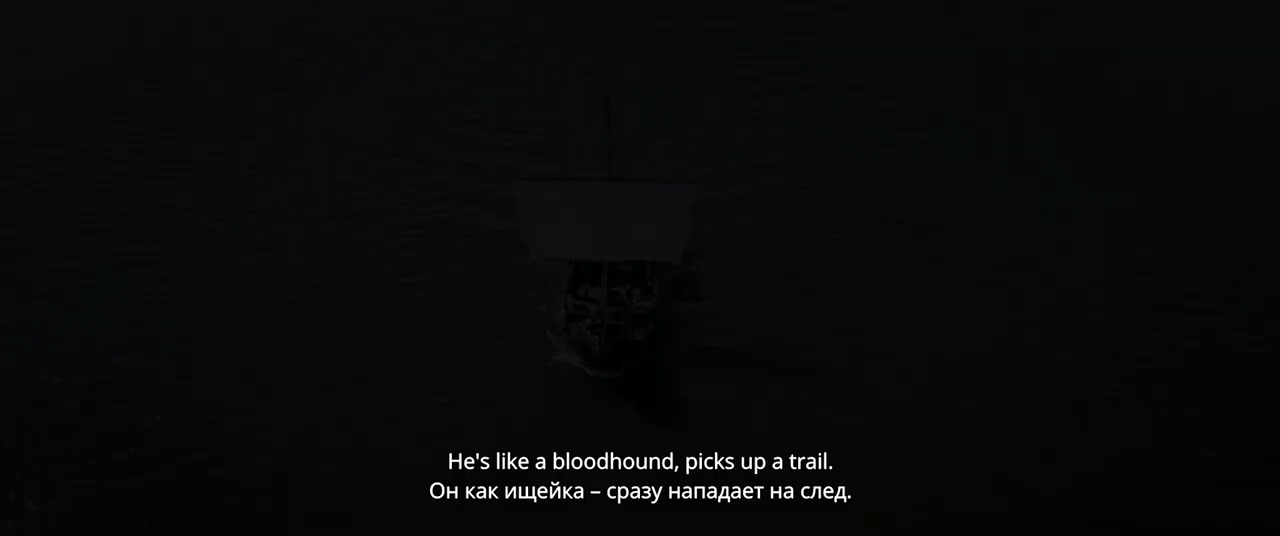 He's like a bloodhound, picks up a trail.
Он как ищейка – сразу нападает на след.